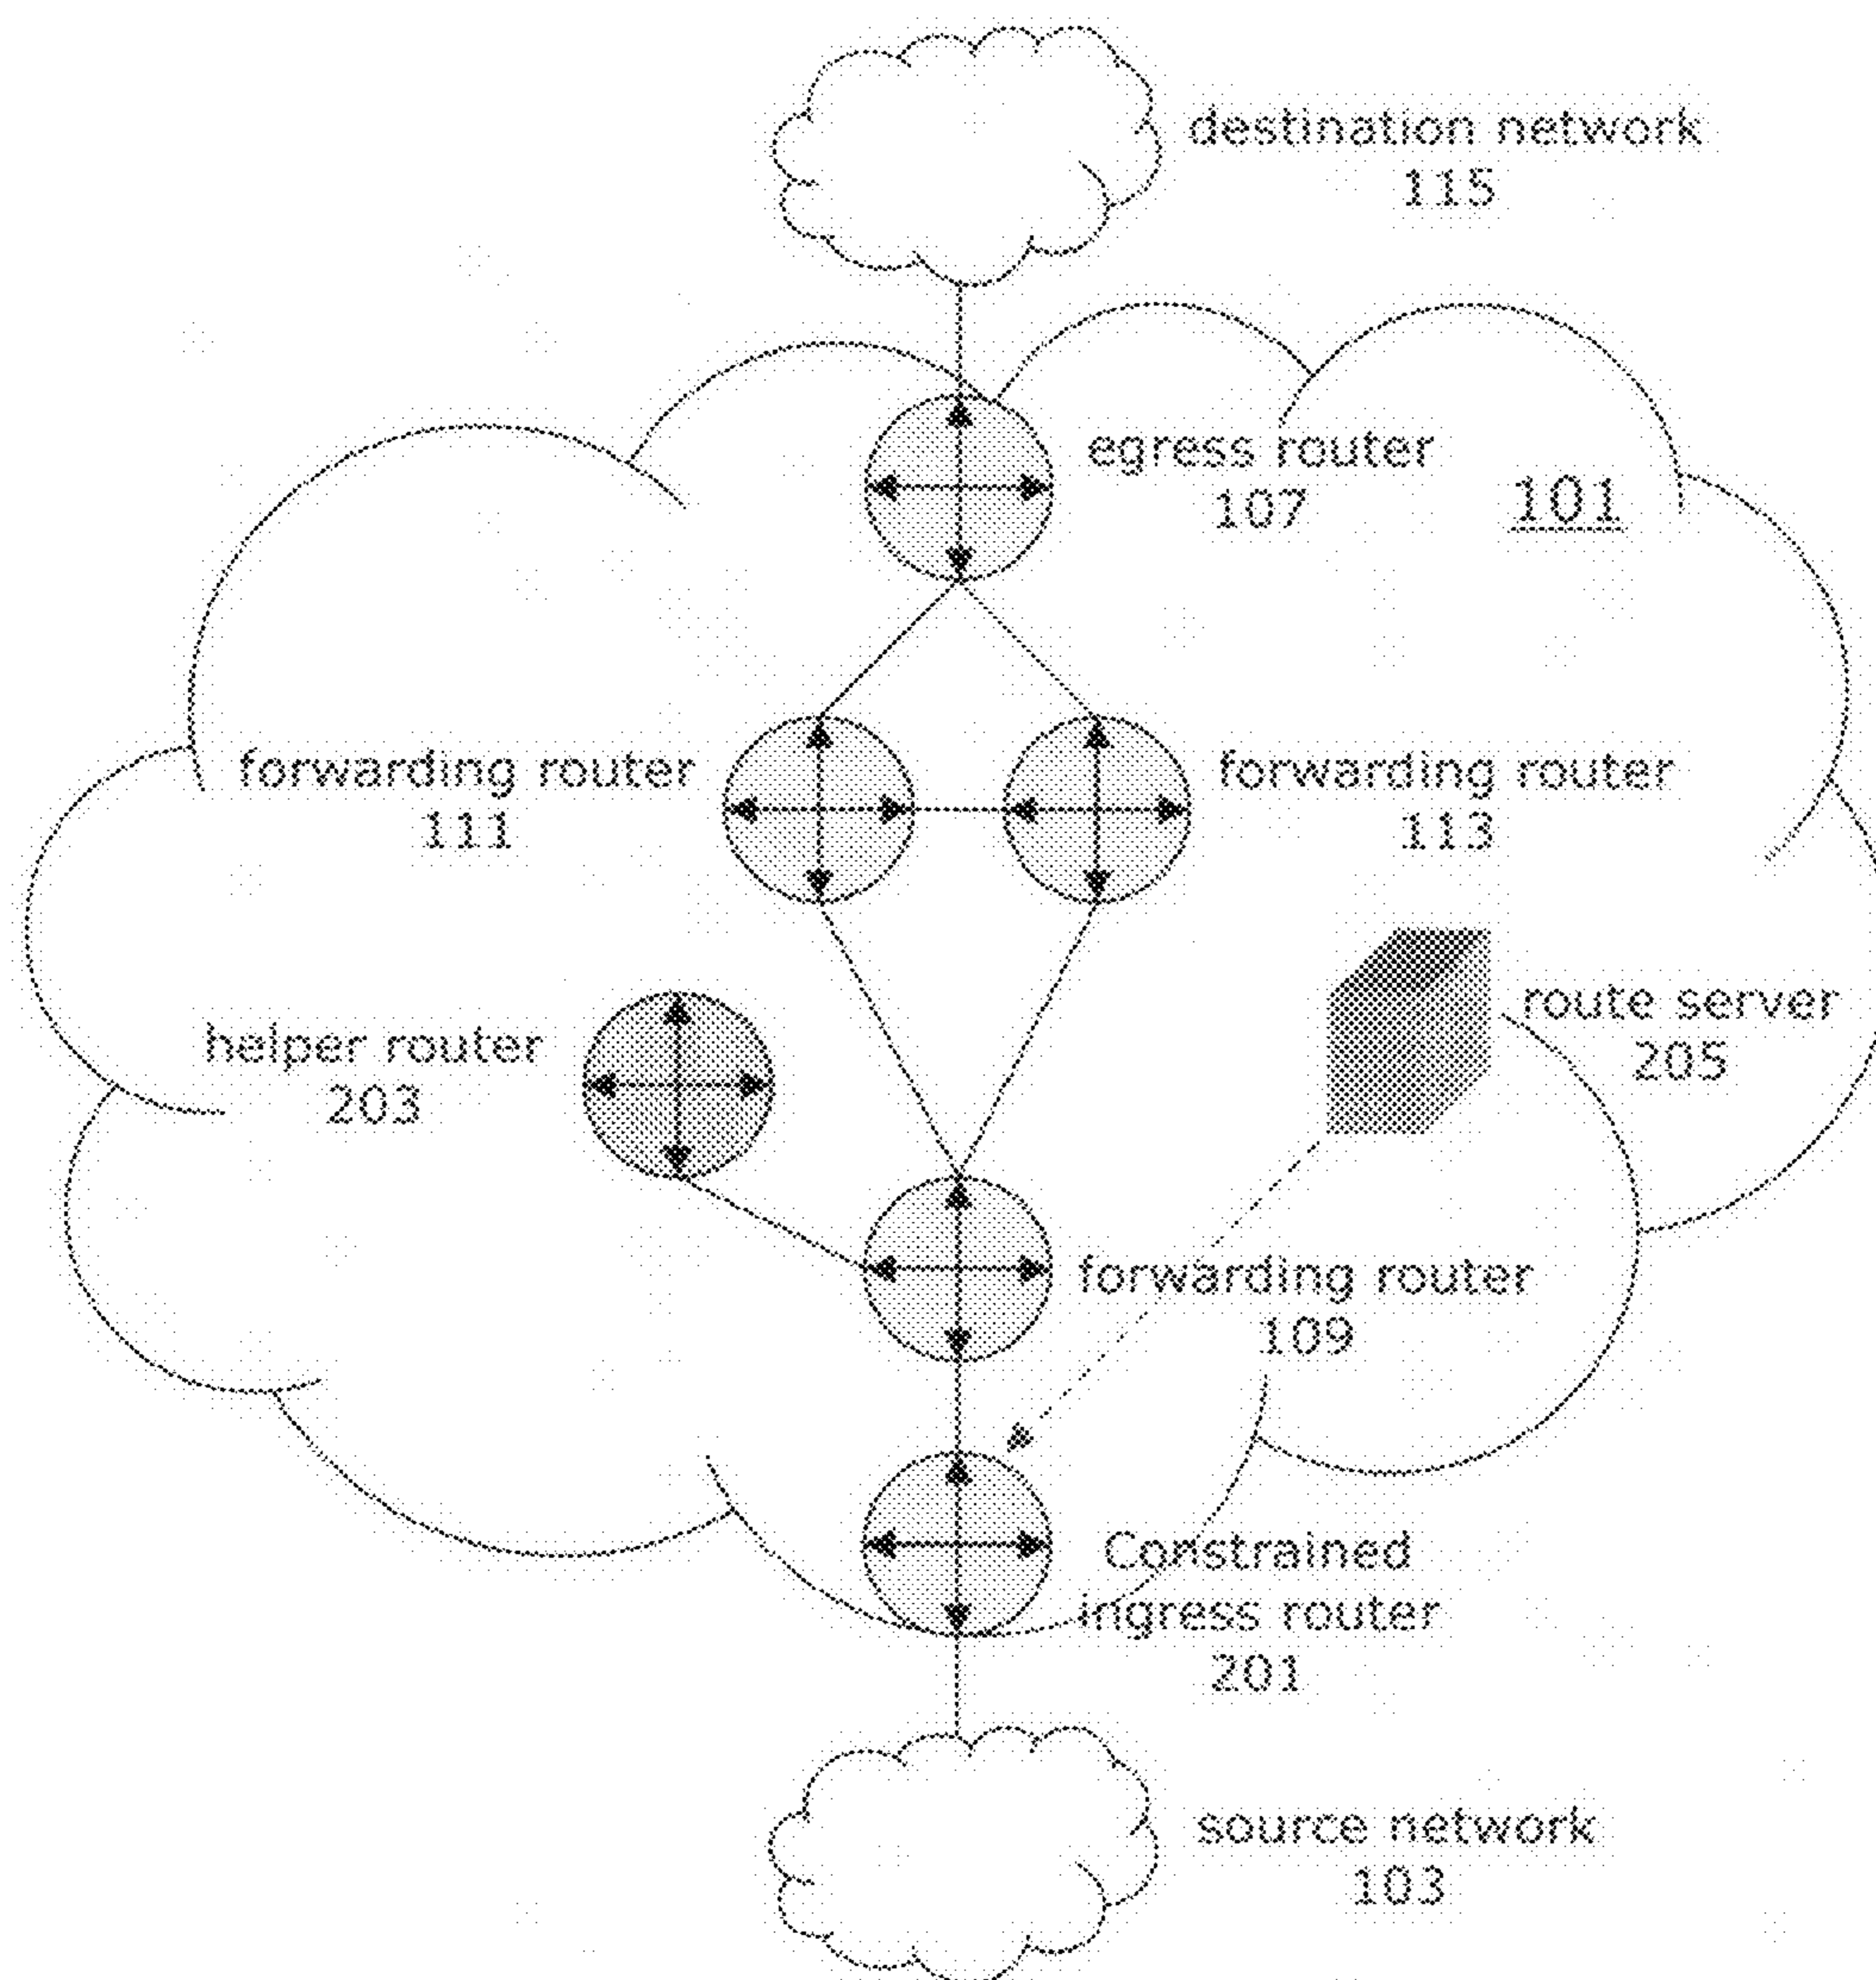 destination network
115
egress router
107
101
forwarding router
111
forwarding router
113
route server
205
helper router
203
forwarding router
109
Constrained
ingress router
201
source network
103